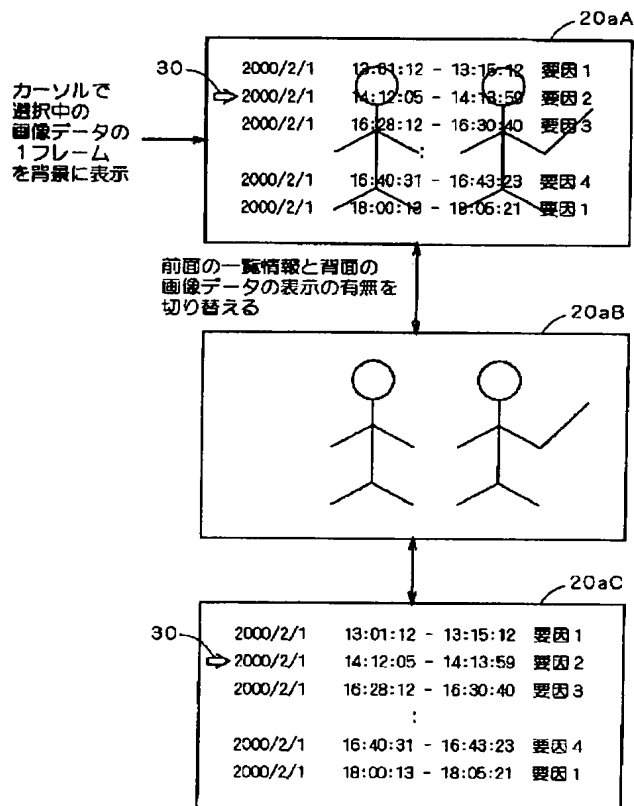 20aA
30
2000/2/1 13:01:12 - 13:15:12 要因1
2000/2/1 14:12:05 - 14:13:59 要因2
2000/2/1 16:28:12 - 16:30:40 要因3
:
2000/2/1 16:40:31 - 16:43:23 要因4
2000/2/1 18:00:13 - 18:05:21 要因1
カーソルで
選択中の
画像データの
1フレーム
を背景に表示
前面の一覧情報と背面の
画像データの表示の有無を
切り替える
20aB
20aC
30
2000/2/1 13:01:12 - 13:15:12 要因1
2000/2/1 14:12:05 - 14:13:59 要因2
2000/2/1 16:28:12 - 16:30:40 要因3
:
2000/2/1 16:40:31 - 16:43:23 要因4
2000/2/1 18:00:13 - 18:05:21 要因1